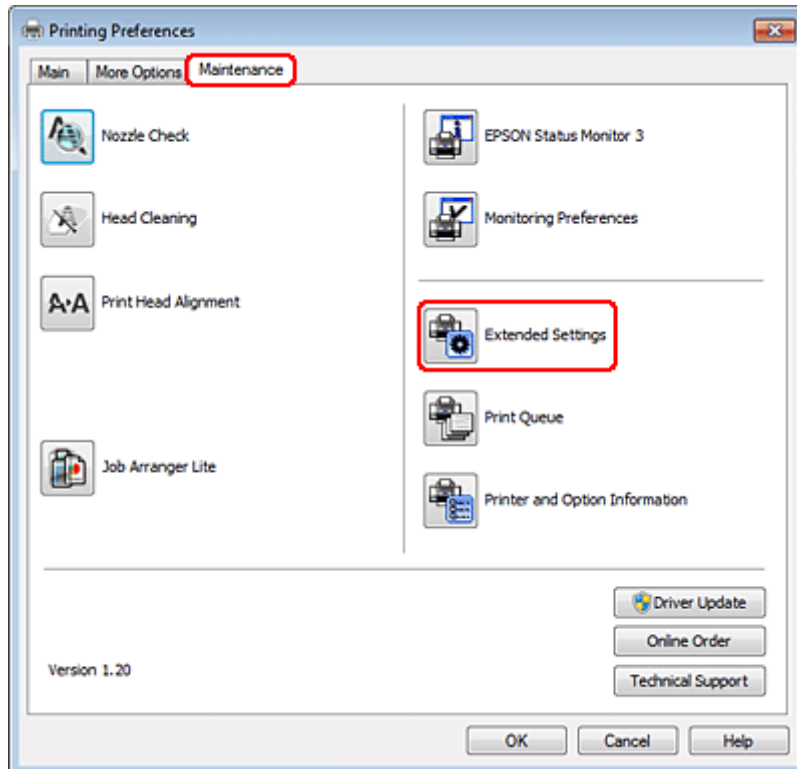 Printing Preferences
Main
More Options
Maintenance
Nozzle Check
EPSON Status Monitor 3
Head Cleaning
Monitoring Preferences
A·A Print Head Alignment
Extended Settings
Print Queue
Job Arranger Lite
Printer and Option Information
Driver Update
Online Order
Version 1.20
Technical Support
OK
Cancel
Help